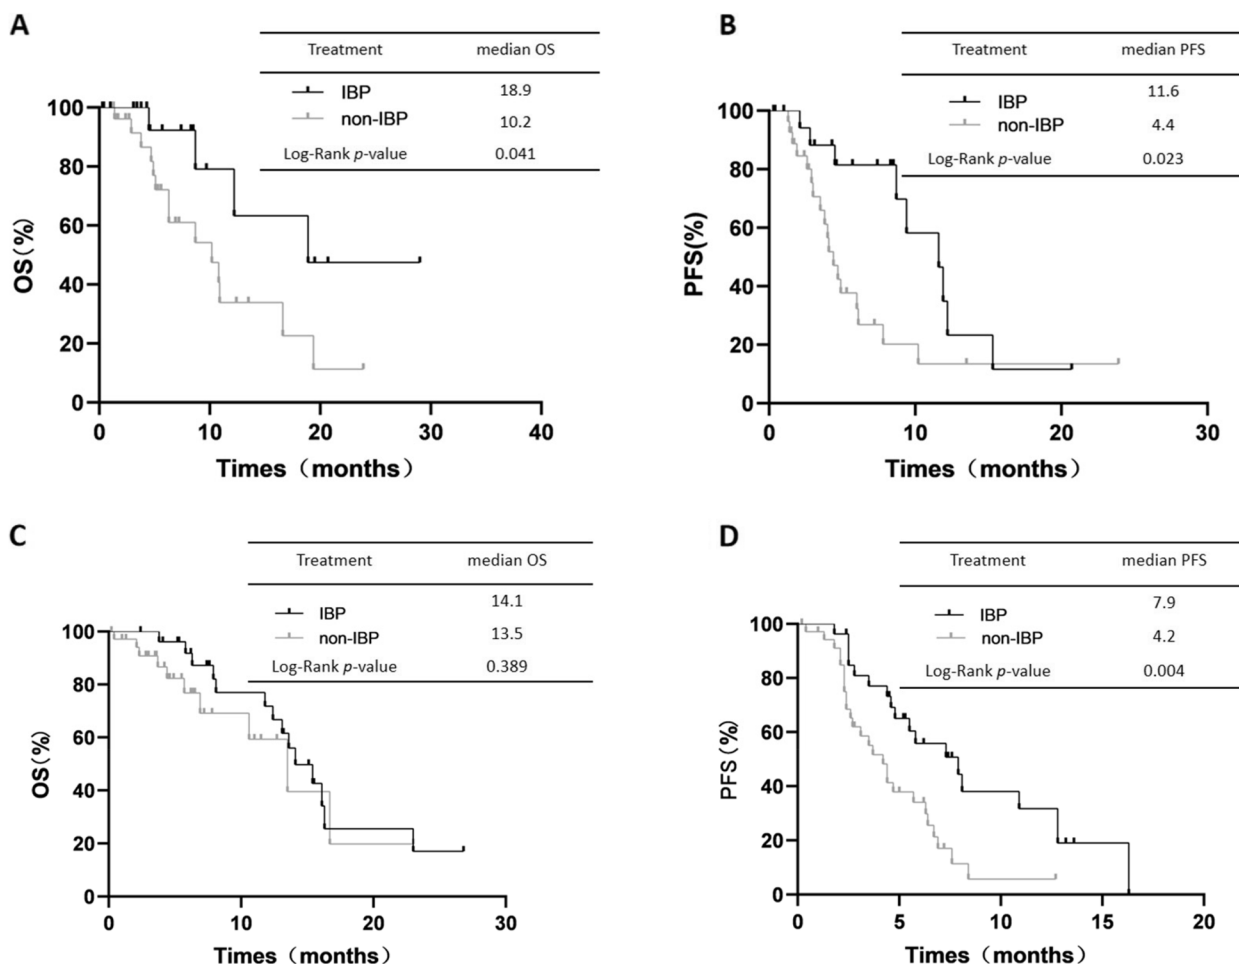 A
Treatment median OS
IBP 18.9
non-IBP 10.2
Log-Rank p-value 0.041
100
80
60
40
20
0
OS（%）
0 10 20 30 40
Times（months）
B
Treatment median PFS
IBP 11.6
non-IBP 4.4
Log-Rank p-value 0.023
100
80
60
40
20
0
PFS(%)
0 10 20 30
Times（months）
C
Treatment median OS
IBP 14.1
non-IBP 13.5
Log-Rank p-value 0.389
100
80
60
40
20
0
OS（%）
0 10 20 30
Times（months）
D
Treatment median PFS
IBP 7.9
non-IBP 4.2
Log-Rank p-value 0.004
100
80
60
40
20
0
PFS（%）
0 5 10 15 20
Times（months）